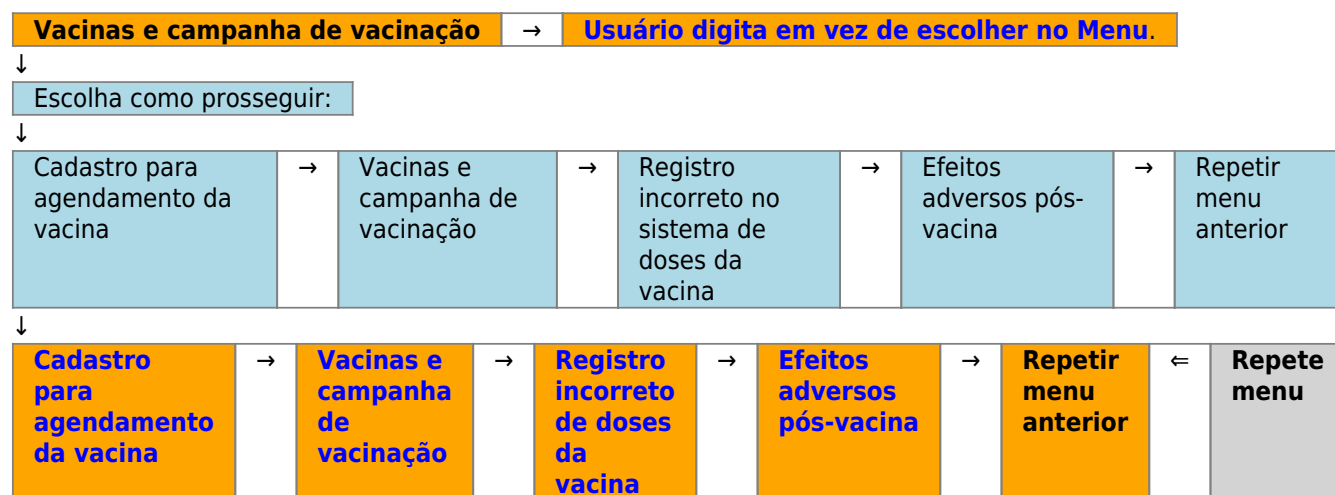 Vacinas e campanha de vacinação → Usuário digita em vez de escolher no Menu.
↓
Escolha como prosseguir:
↓
Cadastro para
agendamento da
vacina
→
Vacinas e
campanha de
vacinação
→
Registro
incorreto no
sistema de
doses da
vacina
→
Efeitos
adversos pós-
vacina
→
Repetir
menu
anterior
↓
Cadastro
para
agendamento
da vacina
→
Vacinas e
campanha
de
vacinação
→
Registro
incorreto
de doses
da
vacina
→
Efeitos
adversos
pós-vacina
→
Repetir
menu
anterior
⇐
Repete
menu